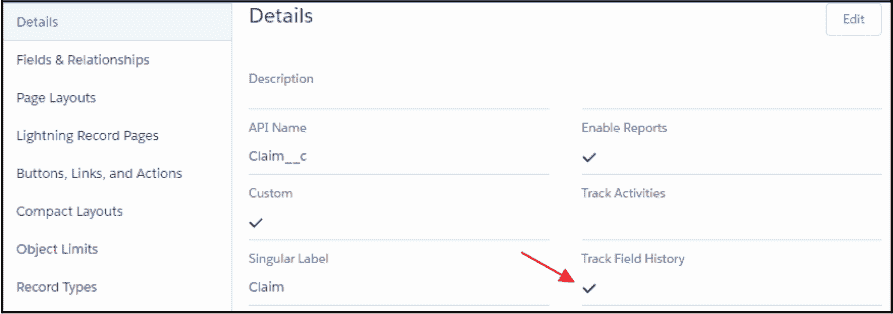 Details
Fields & Relationships
Page Layouts
Lightning Record Pages
Buttons, Links, and Actions
Compact Layouts
Object Limits
Record Types
Details
Edit
Description
API Name
Enable Reports
Claim__c
Custom
Track Activities
Singular Label
Track Field History
Claim